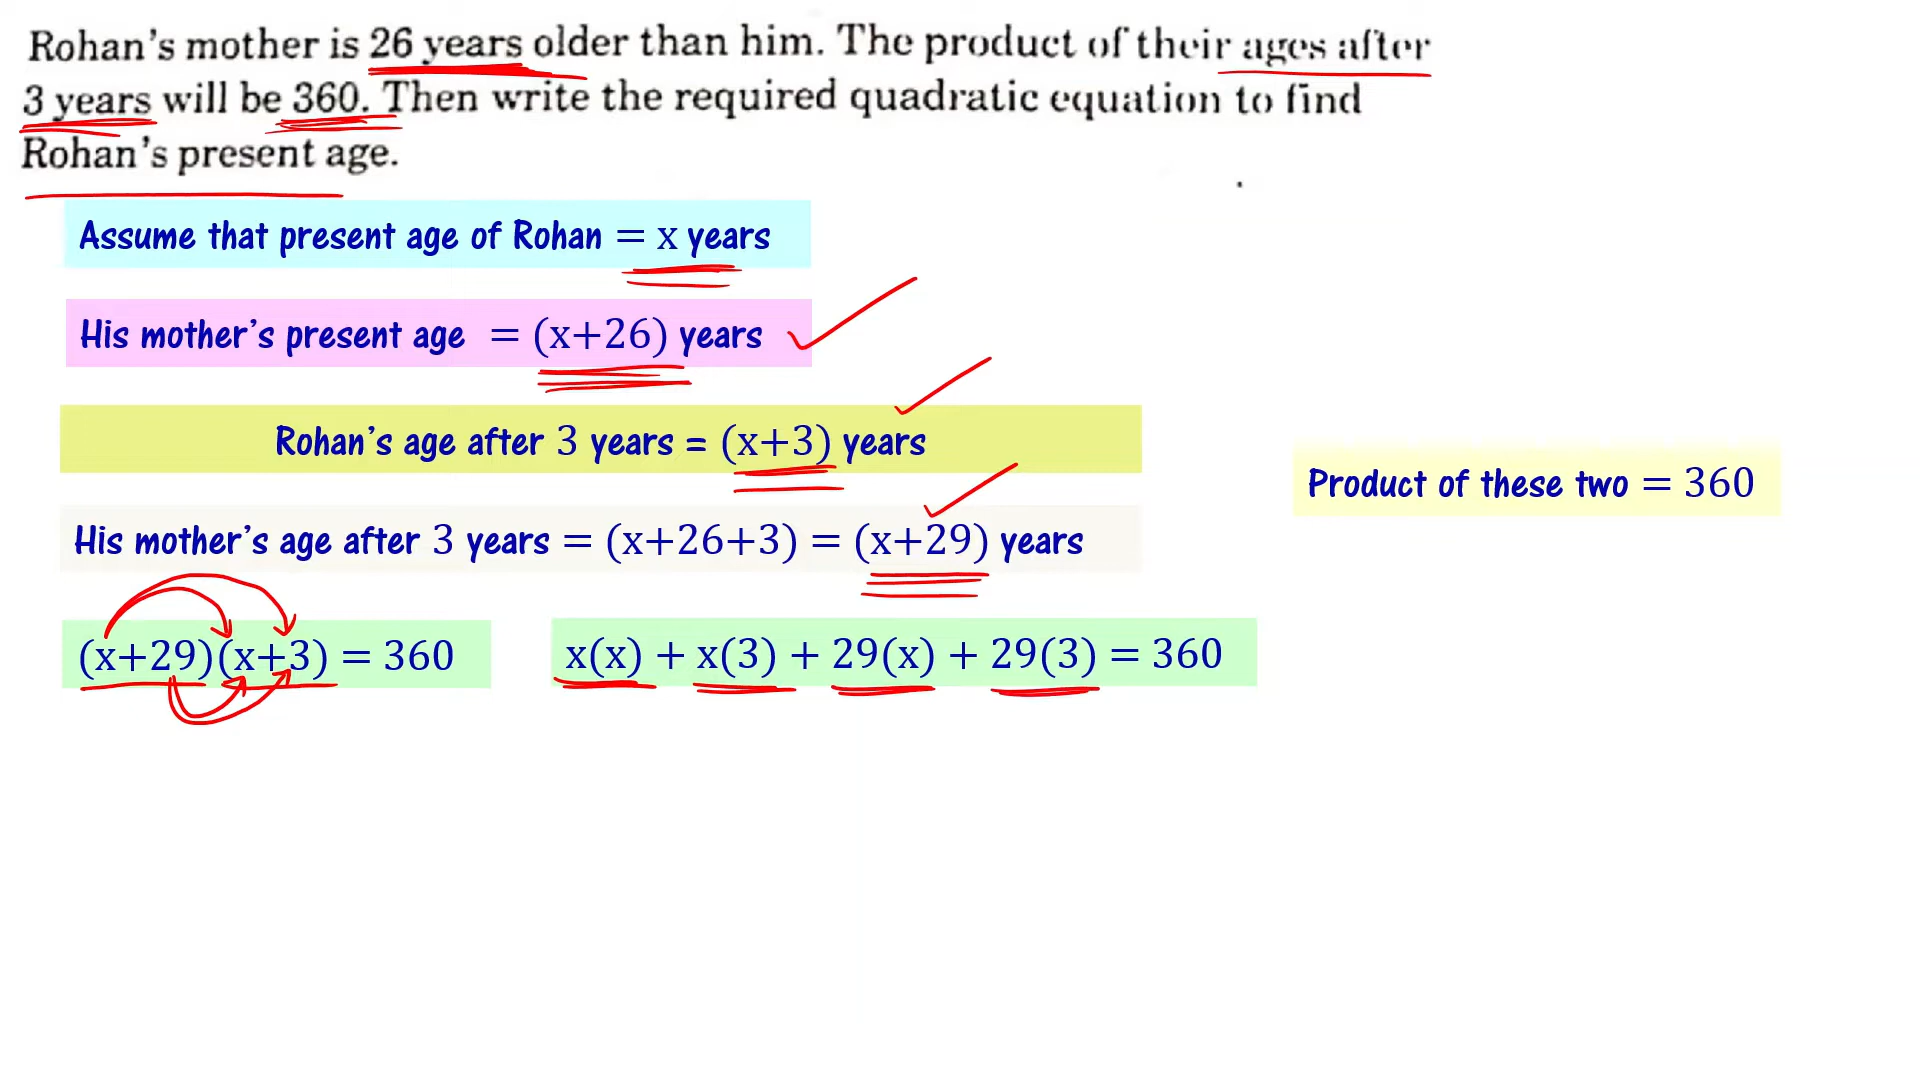 Rohan's mother is 26 years older than him. The product of their ages after
3 years will be 360. Then write the required quadratic equation to find
Rohan's present age.
Assume that present age of Rohan = x years
His mother's present age = (x+26) years
Rohan's age after 3 years = (x+3) years
Product of these two = 360
His mother's age after 3 years = (x+26+3) = (x+29) years
(x+29)(x+3) = 360
x(x) + x(3) + 29(x) + 29(3) = 360